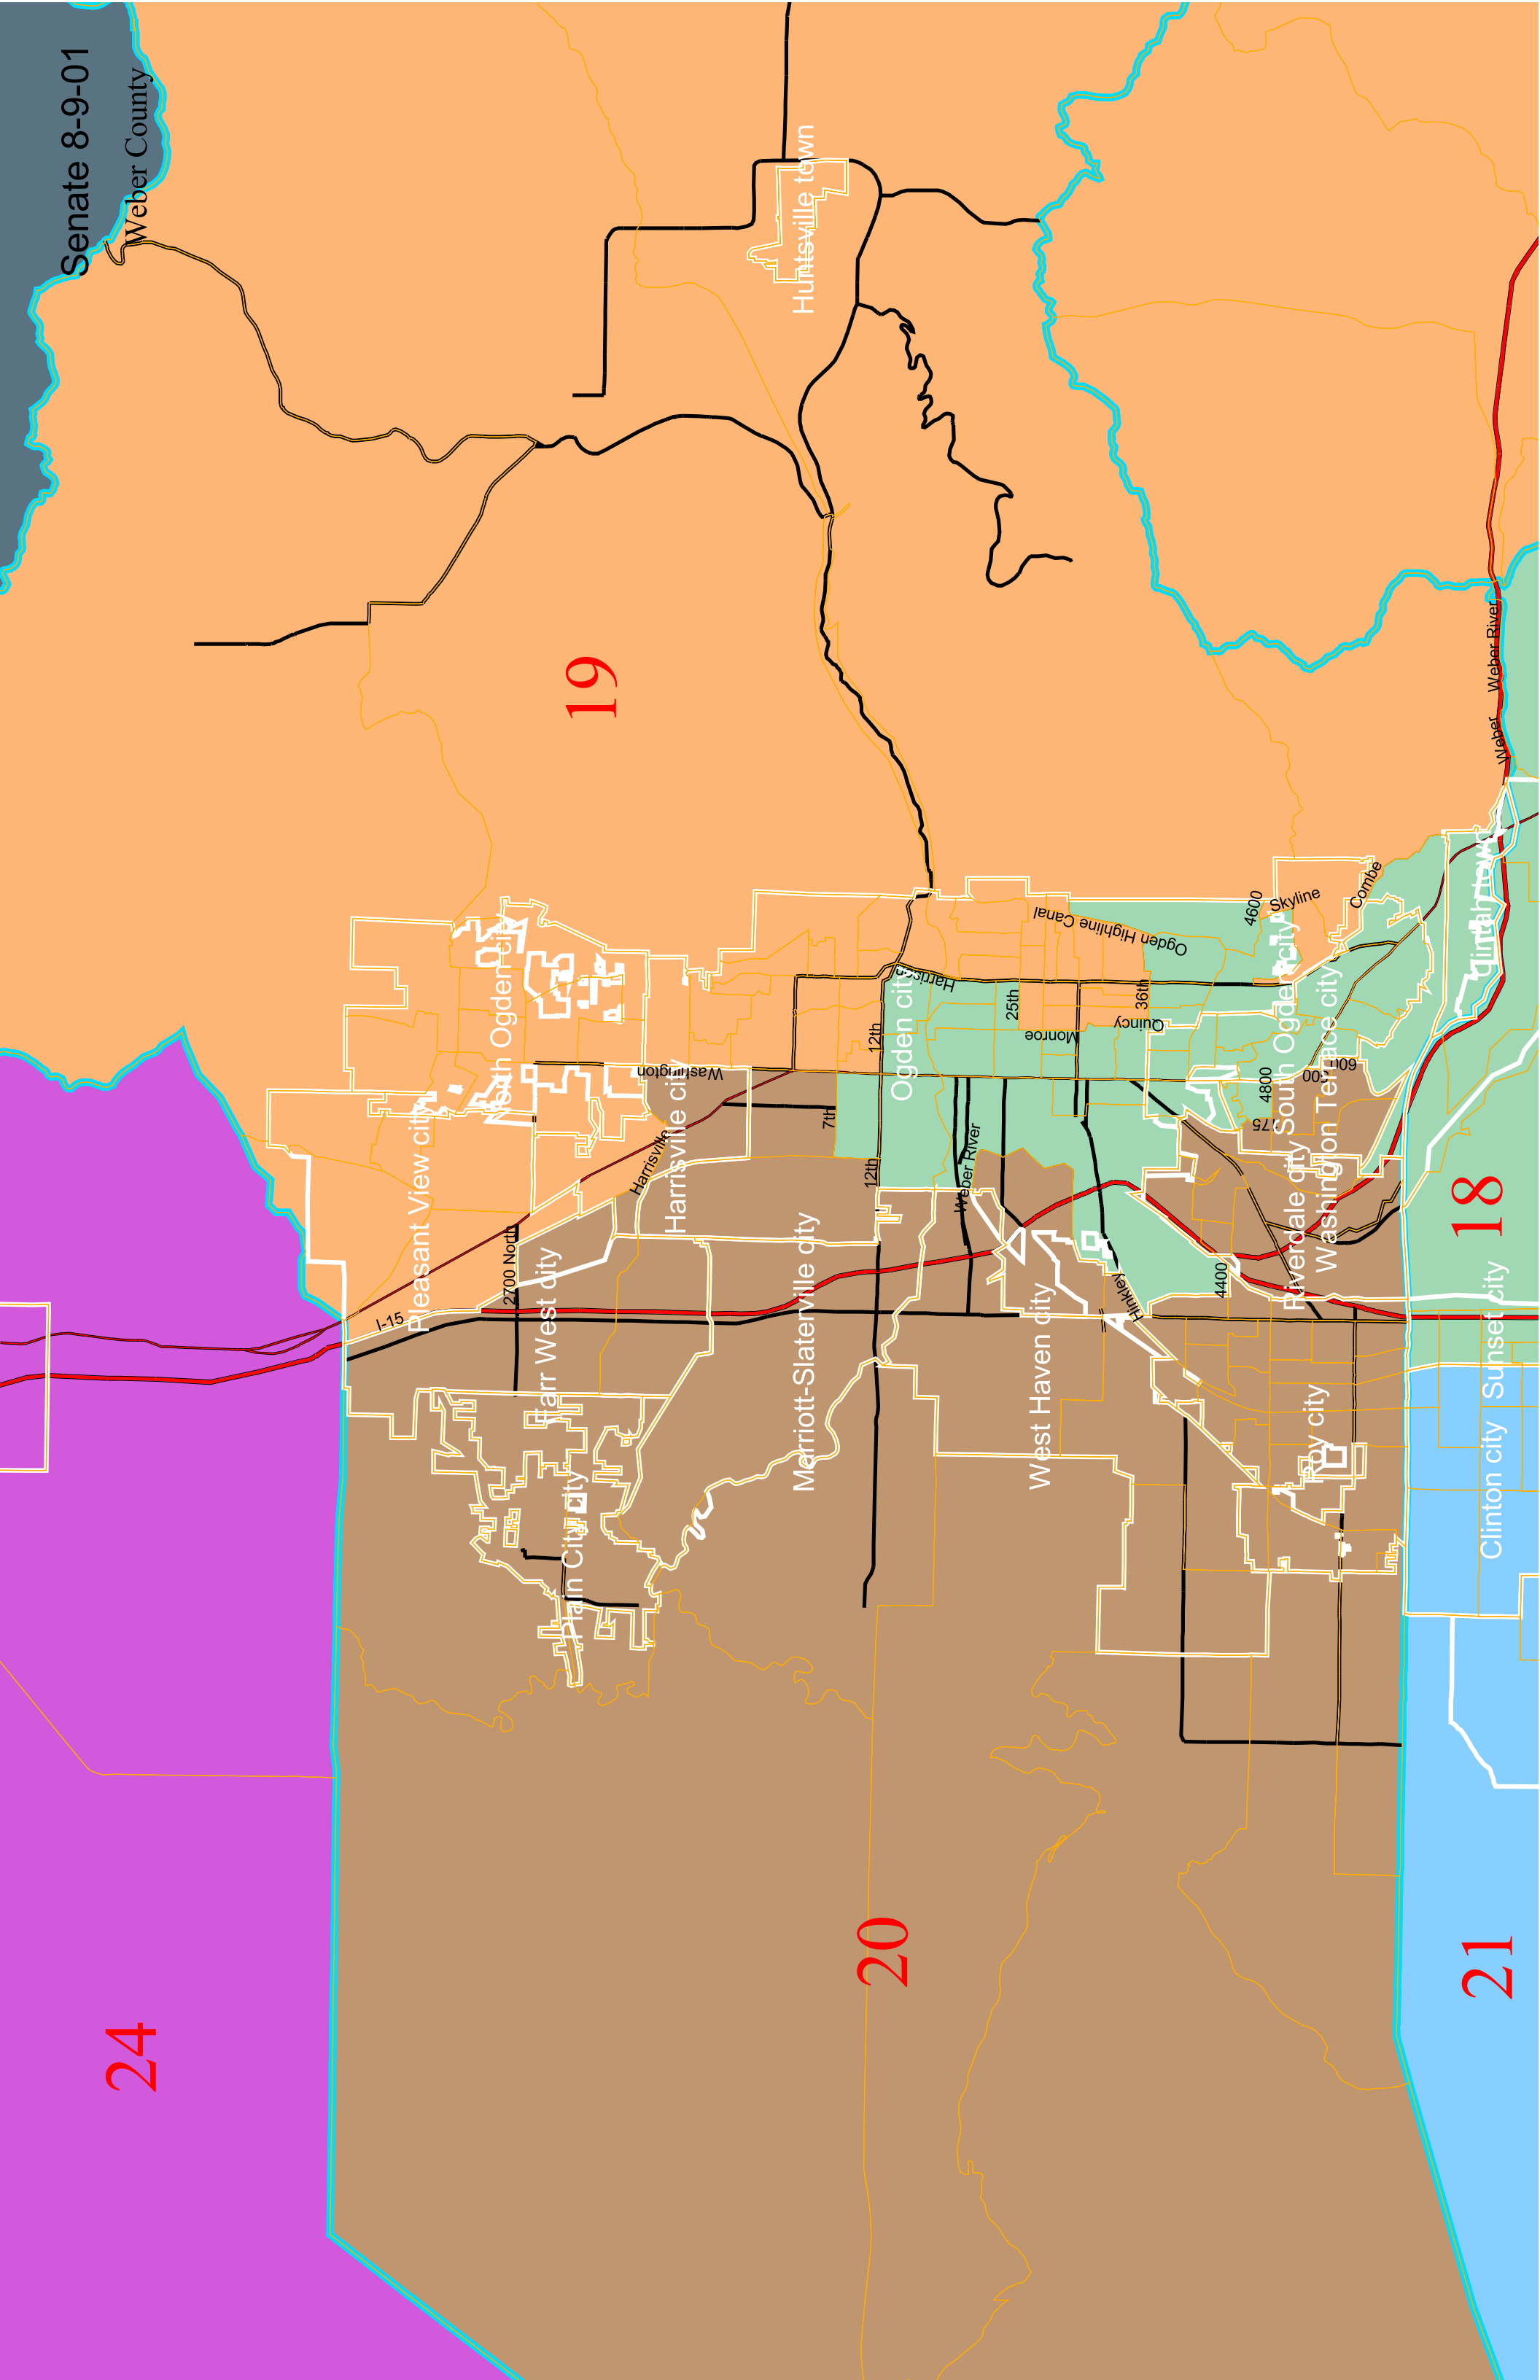 Senate 8-9-01
Weber County
Huntsville town
19
Weber River
Weber
Uintah town
Combe
Skyline
4600
Ogden Highline Canal
North Ogden city
Ogden city
Harrison
25th
36th
Quincy
Monroe
12th
Washington
South Ogden city
Washington Terrace city
4800
7th
12th
Harrisville
Harrisville city
Weber River
Pleasant View city
I-15
2700 North
Farr West city
Marriott-Slaterville city
West Haven city
Hinkley
4400
Riverdale city
18
Sunset city
Roy city
Clinton city
Plain City city
20
21
24